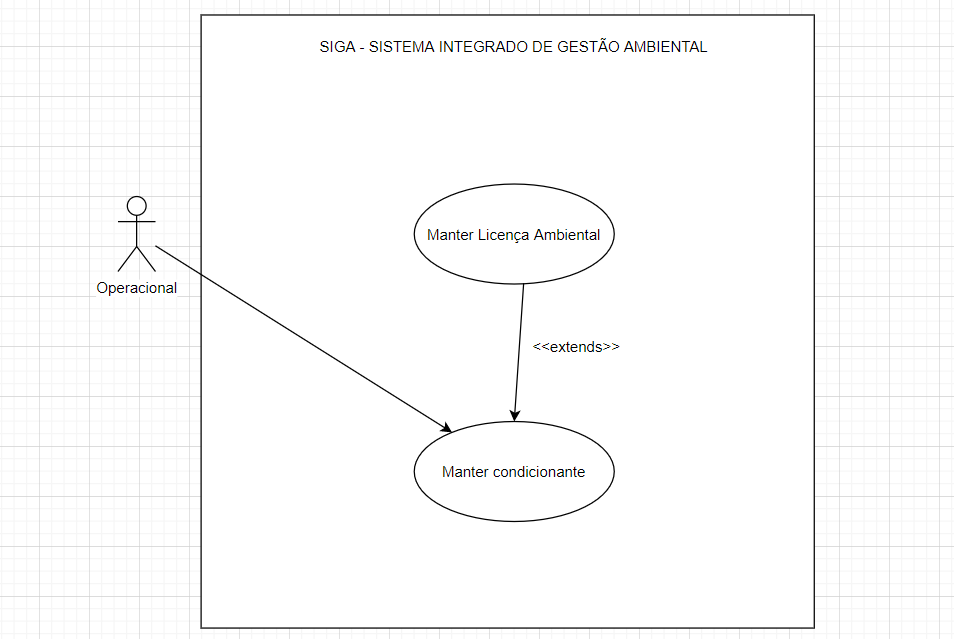 SIGA - SISTEMA INTEGRADO DE GESTÃO AMBIENTAL
Manter Licença Ambiental
Operacional
<<extends>>
Manter condicionante